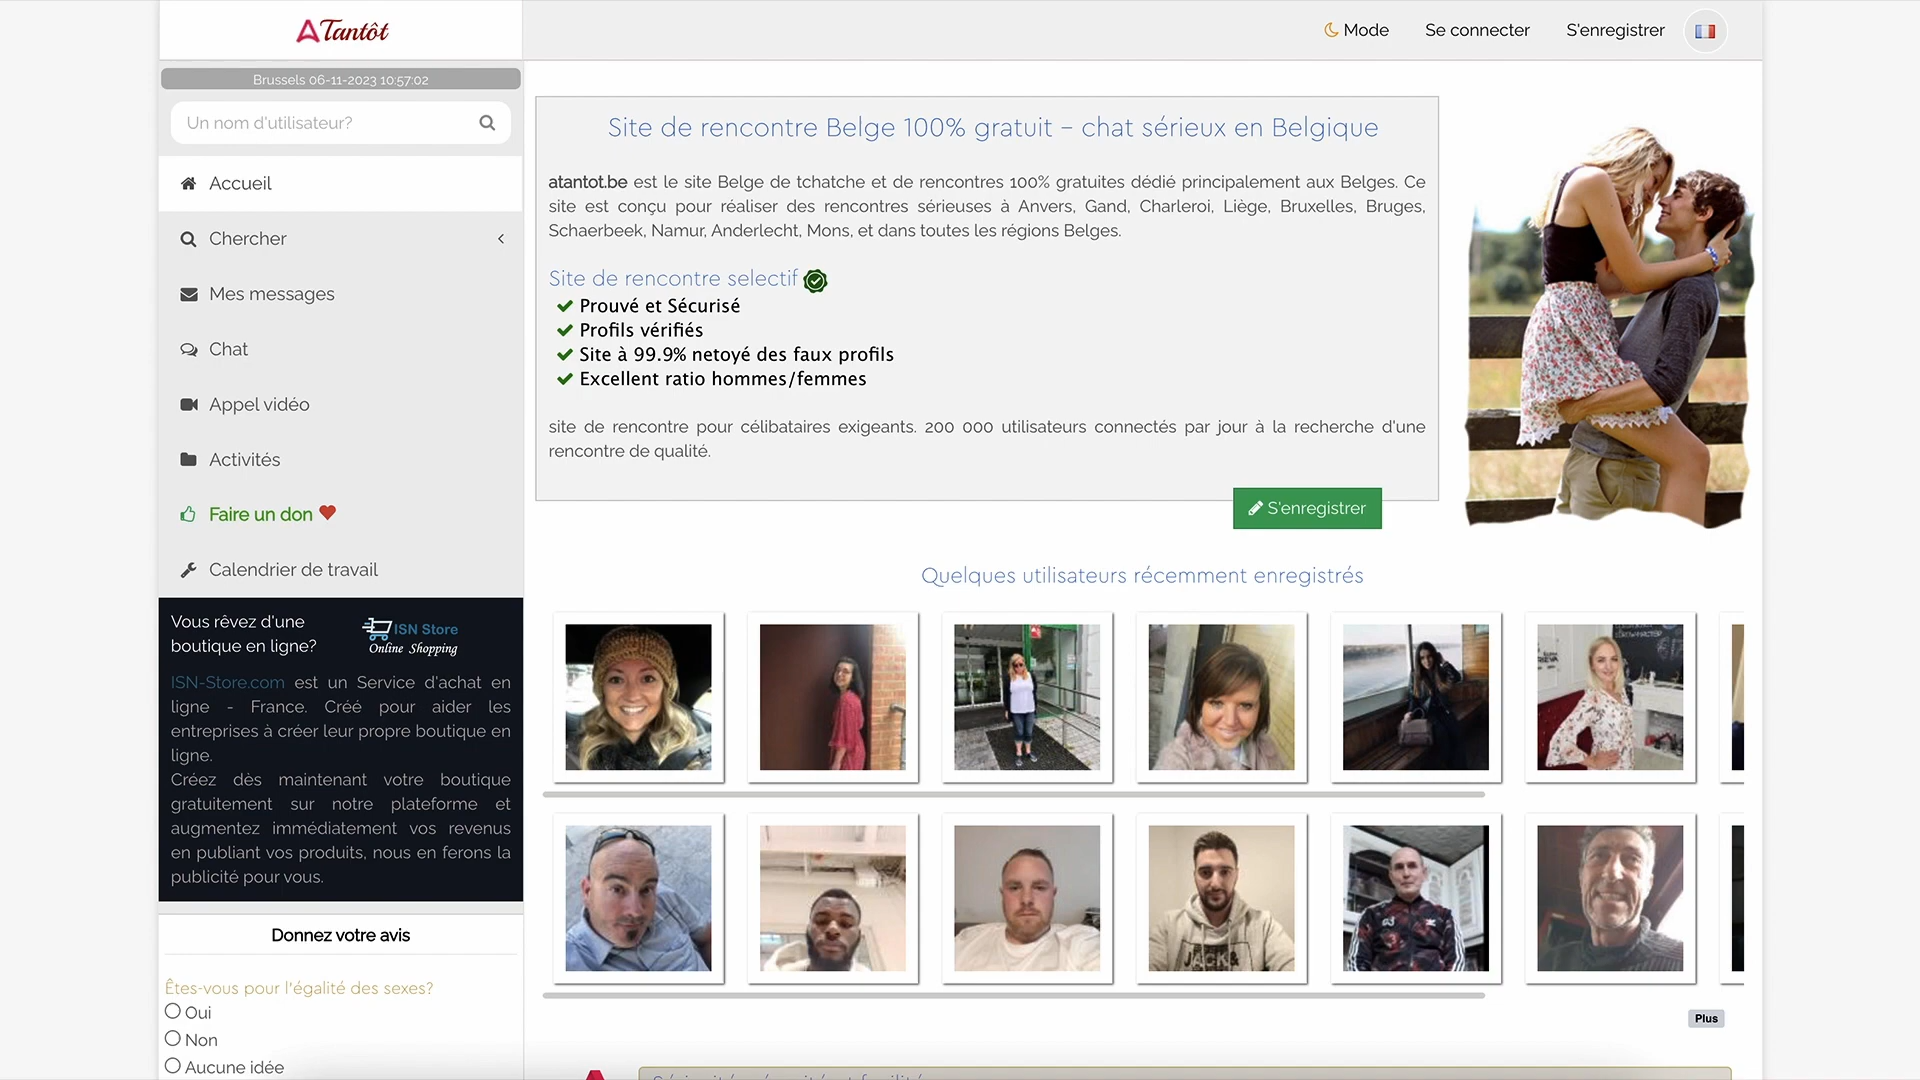 ATantôt
Mode
Se connecter
S'enregistrer
Brussels 06-11-2023 10:57:02
Un nom d'utilisateur?
Accueil
Chercher
Mes messages
Chat
Appel vidéo
Activités
Faire un don
Calendrier de travail
Vous rêvez d'une
boutique en ligne?
ISN Store
Online Shopping
ISN-Store.com est un Service d'achat en
ligne - France. Créé pour aider les
entreprises à créer leur propre boutique en
ligne.
Créez dès maintenant votre boutique
gratuitement sur notre plateforme et
augmentez immédiatement vos revenus
en publiant vos produits, nous en ferons la
publicité pour vous.
Donnez votre avis
Êtes-vous pour l'égalité des sexes?
Oui
Non
Aucune idée
Site de rencontre Belge 100% gratuit – chat sérieux en Belgique
atantot.be est le site Belge de tchatche et de rencontres 100% gratuites dédié principalement aux Belges. Ce
site est conçu pour réaliser des rencontres sérieuses à Anvers, Gand, Charleroi, Liège, Bruxelles, Bruges,
Schaerbeek, Namur, Anderlecht, Mons, et dans toutes les régions Belges.
Site de rencontre selectif
Prouvé et Sécurisé
Profils vérifiés
Site à 99.9% netoyé des faux profils
Excellent ratio hommes/femmes
site de rencontre pour célibataires exigeants. 200 000 utilisateurs connectés par jour à la recherche d'une
rencontre de qualité.
S'enregistrer
Quelques utilisateurs récemment enregistrés
JACK&
Plus